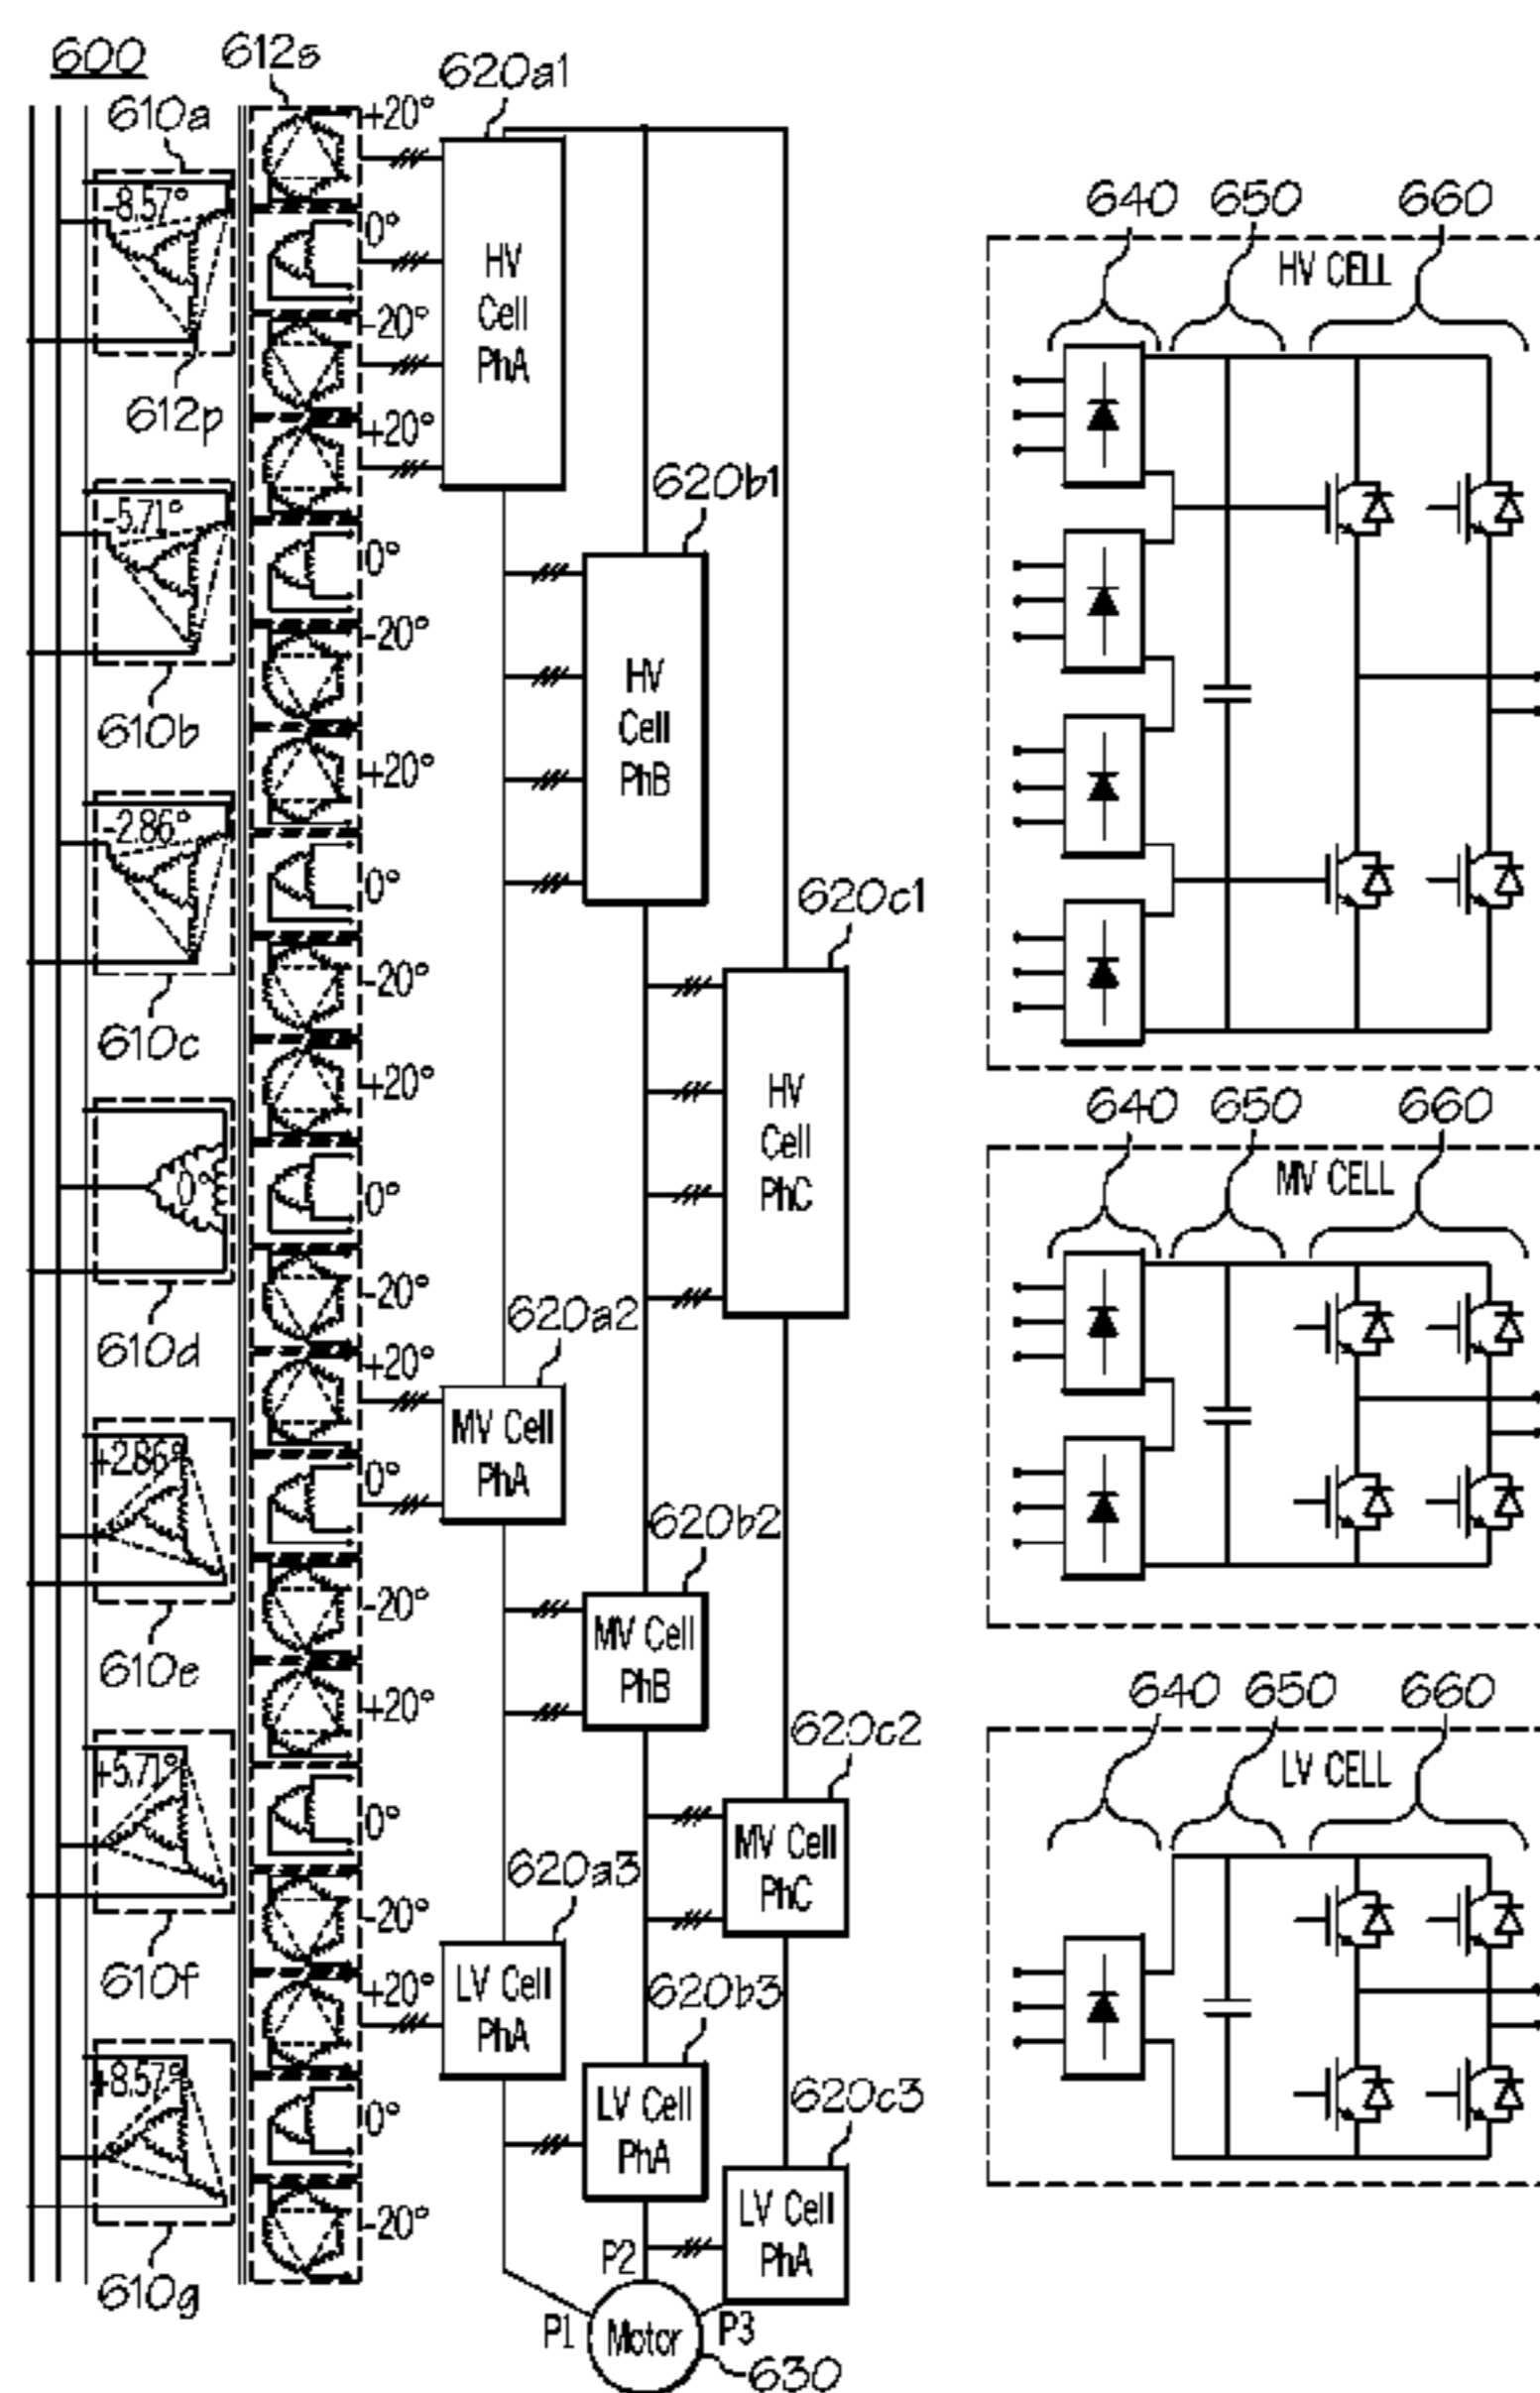 600
612s
620a1
610a
+20°
-8.57°
0°
HV
Cell
PhA
-20°
612p
+20°
620b1
-5.71°
0°
-20°
610b
HV
Cell
PhB
+20°
-2.86°
0°
620c1
-20°
610c
+20°
HV
Cell
PhC
0°
0°
-20°
620a2
610d
+20°
MV Cell
PhA
+2.86°
0°
620b2
-20°
MV Cell
PhB
610e
+20°
620c2
+5.71°
0°
MV Cell
PhC
620a3
-20°
610f
+20°
LV Cell
PhA
620b3
+8.57°
0°
LV Cell
PhA
620c3
-20°
LV Cell
PhA
610g
P2
P1
Motor
P3
630
640 650 660
HV CELL
640 650 660
MV CELL
640 650 660
LV CELL